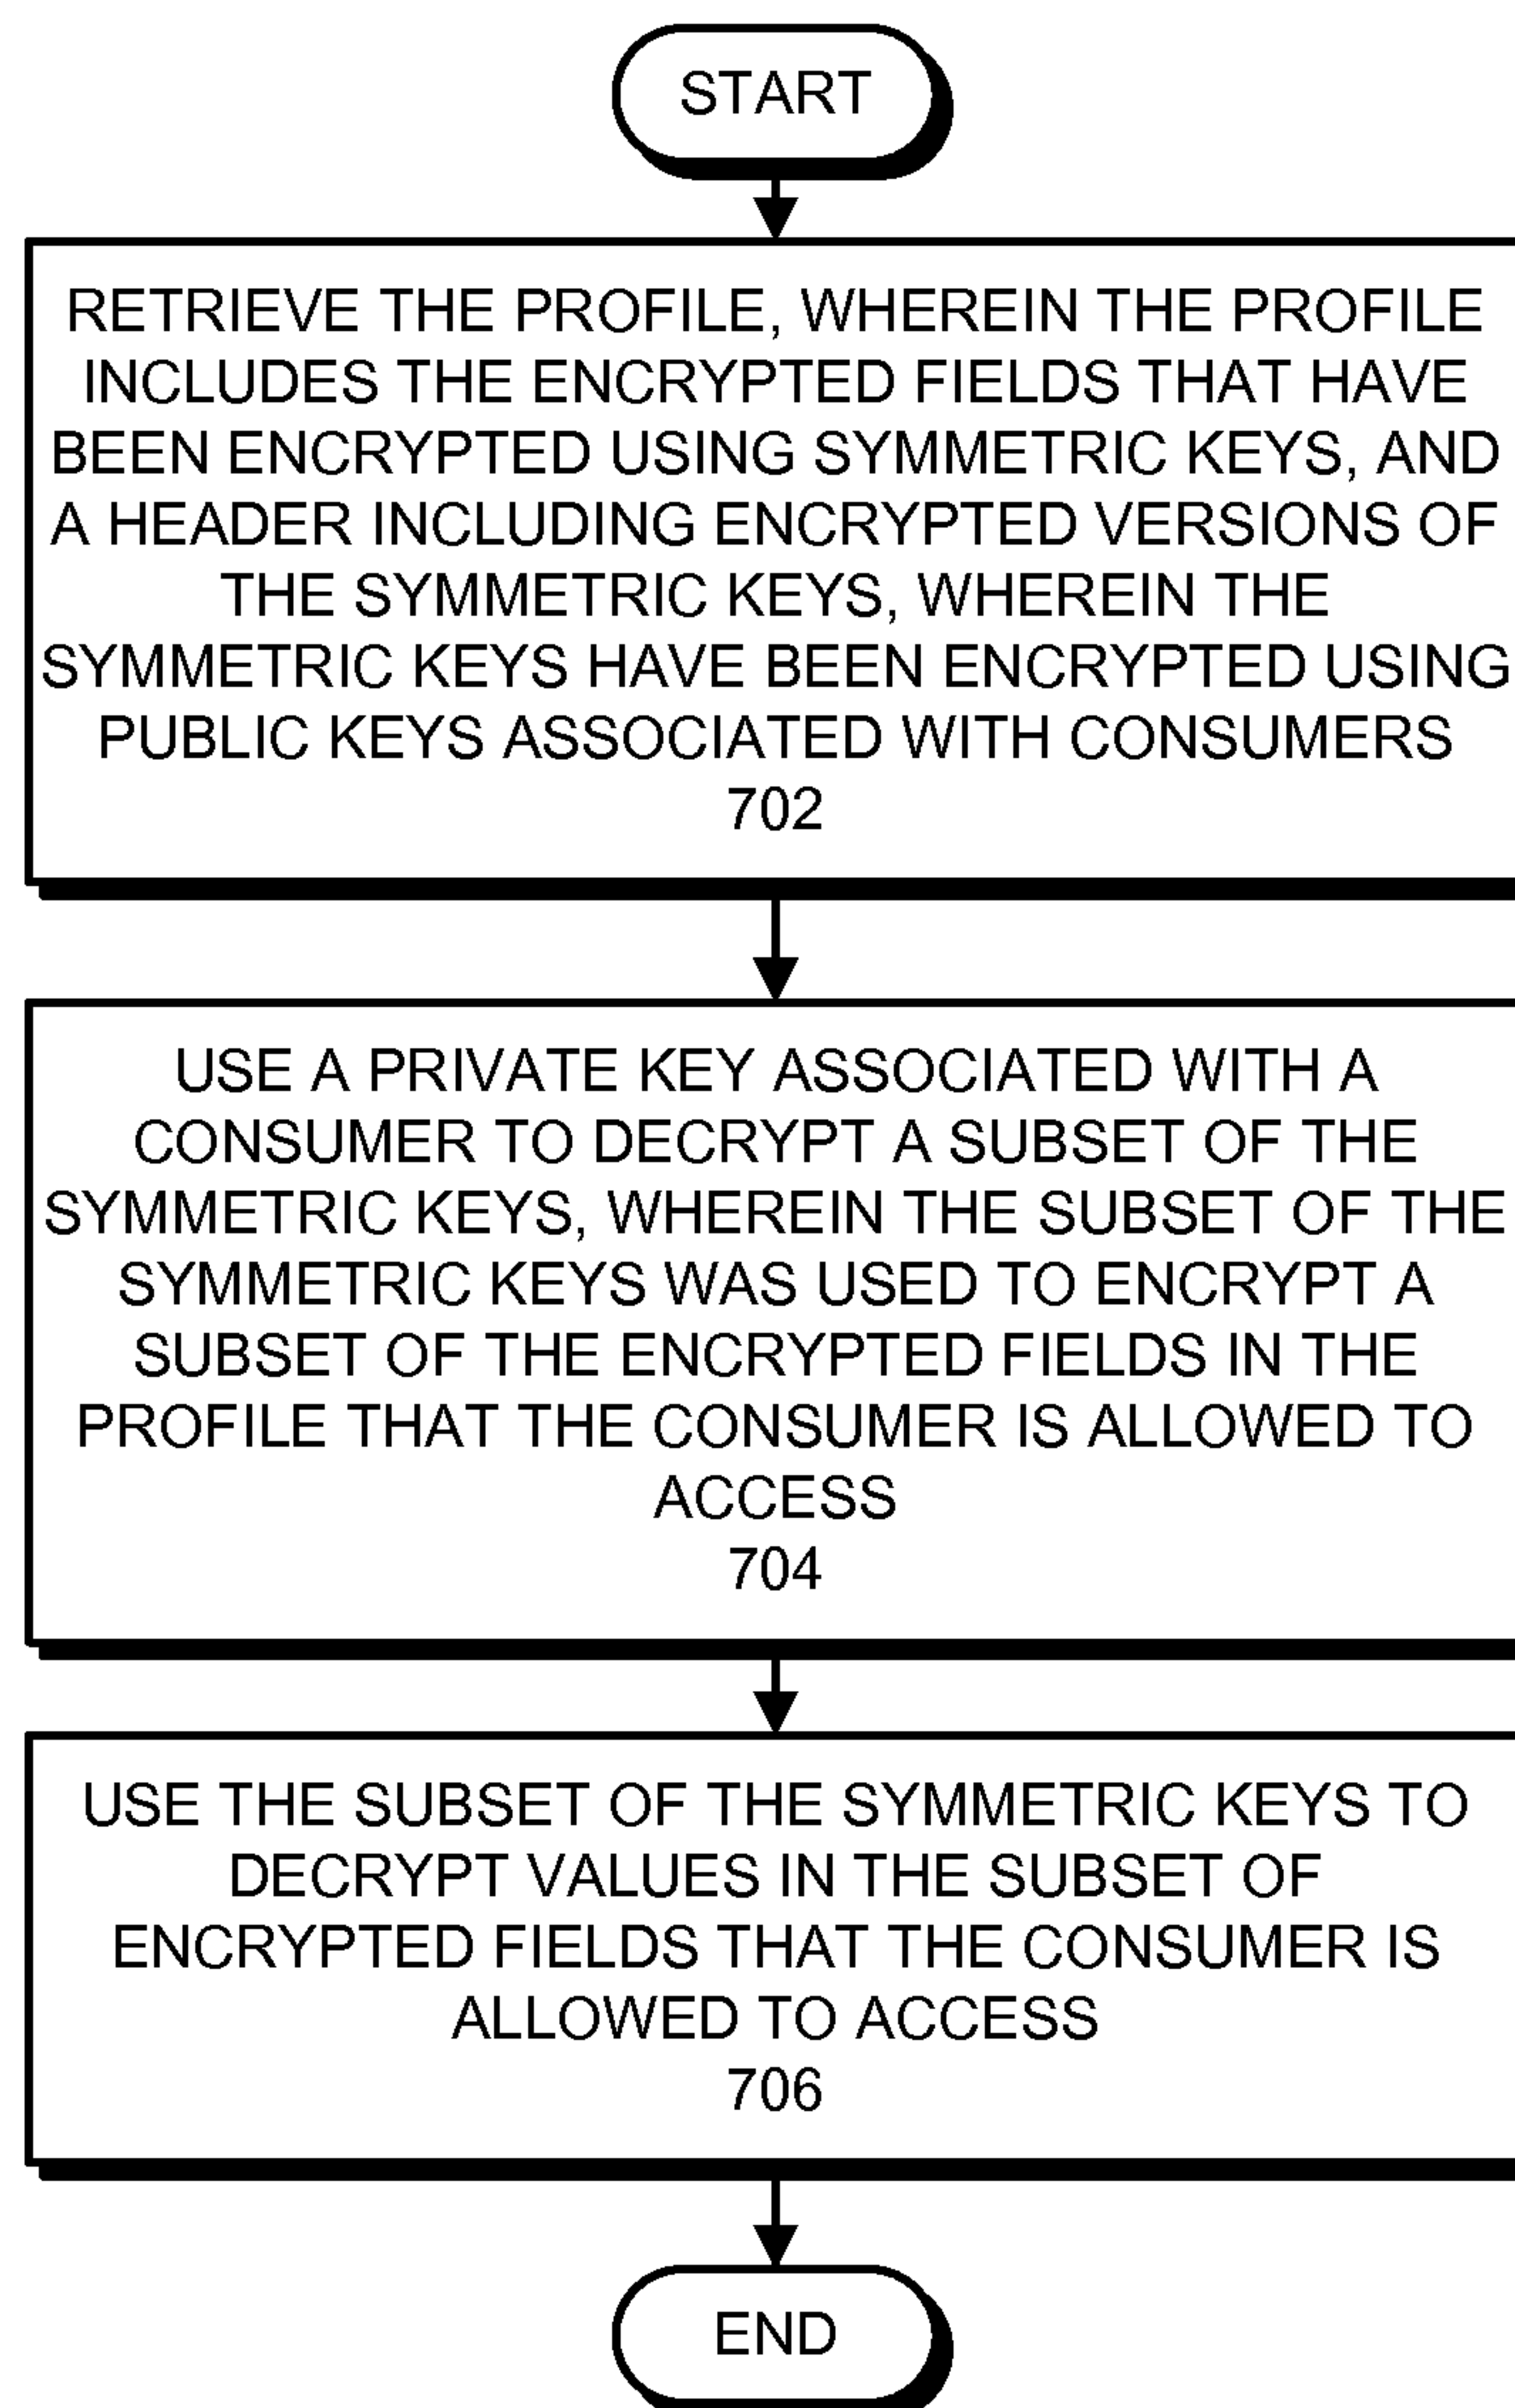 START
RETRIEVE THE PROFILE, WHEREIN THE PROFILE
INCLUDES THE ENCRYPTED FIELDS THAT HAVE
BEEN ENCRYPTED USING SYMMETRIC KEYS, AND
A HEADER INCLUDING ENCRYPTED VERSIONS OF
THE SYMMETRIC KEYS, WHEREIN THE
SYMMETRIC KEYS HAVE BEEN ENCRYPTED USING
PUBLIC KEYS ASSOCIATED WITH CONSUMERS
702
USE A PRIVATE KEY ASSOCIATED WITH A
CONSUMER TO DECRYPT A SUBSET OF THE
SYMMETRIC KEYS, WHEREIN THE SUBSET OF THE
SYMMETRIC KEYS WAS USED TO ENCRYPT A
SUBSET OF THE ENCRYPTED FIELDS IN THE
PROFILE THAT THE CONSUMER IS ALLOWED TO
ACCESS
704
USE THE SUBSET OF THE SYMMETRIC KEYS TO
DECRYPT VALUES IN THE SUBSET OF
ENCRYPTED FIELDS THAT THE CONSUMER IS
ALLOWED TO ACCESS
706
END